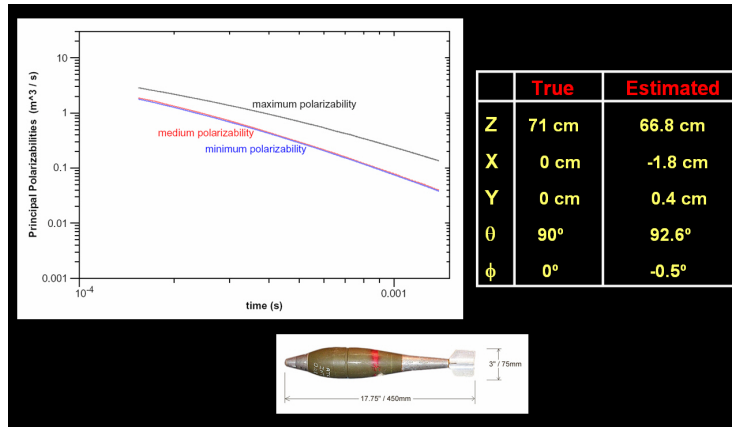 10
1
0.1
0.01
0.001
10-4
0.001
Principal Polarizabilities (m^3 / s)
time (s)
maximum polarizability
medium polarizability
minimum polarizability
True Estimated
Z 71 cm 66.8 cm
X 0 cm -1.8 cm
Y 0 cm 0.4 cm
θ 90º 92.6º
ϕ 0º -0.5º
3" / 75mm
17.75" / 450mm